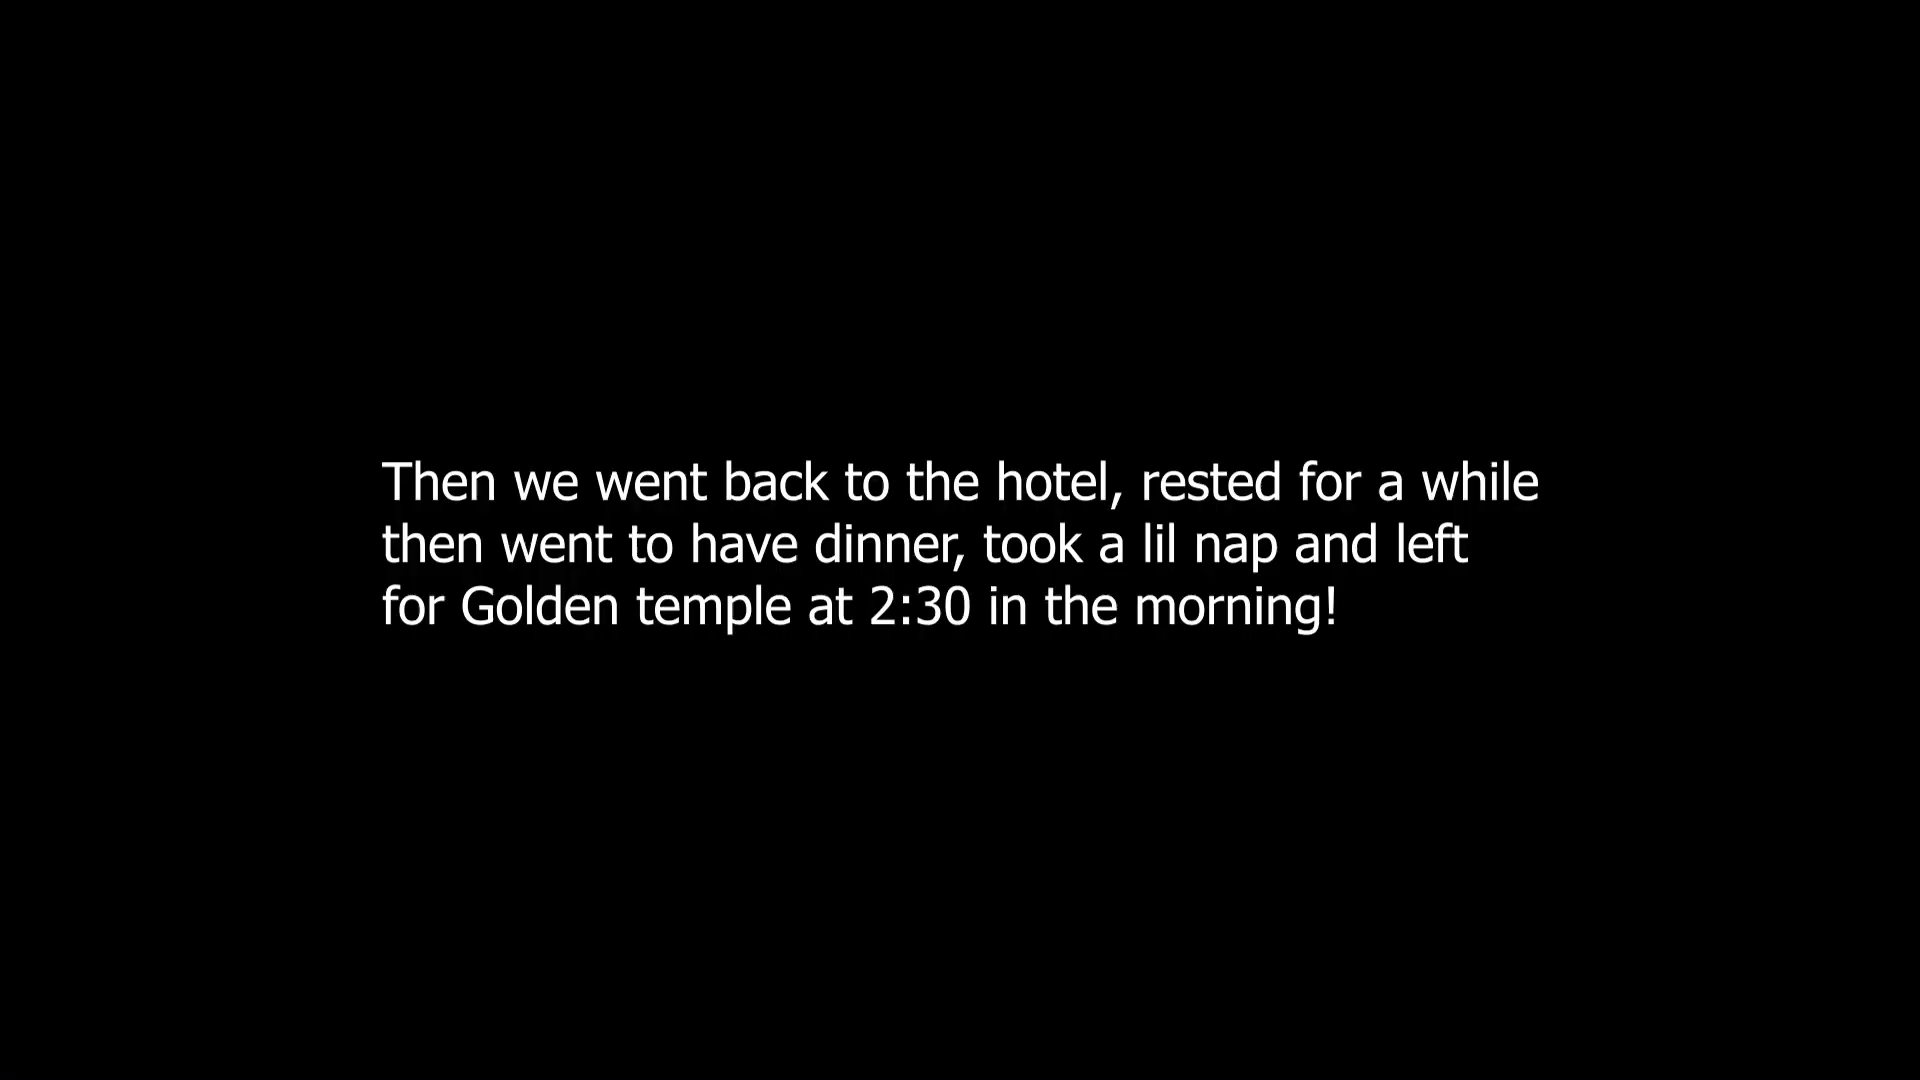 Then we went back to the hotel, rested for a while
then went to have dinner, took a lil nap and left
for Golden temple at 2:30 in the morning!